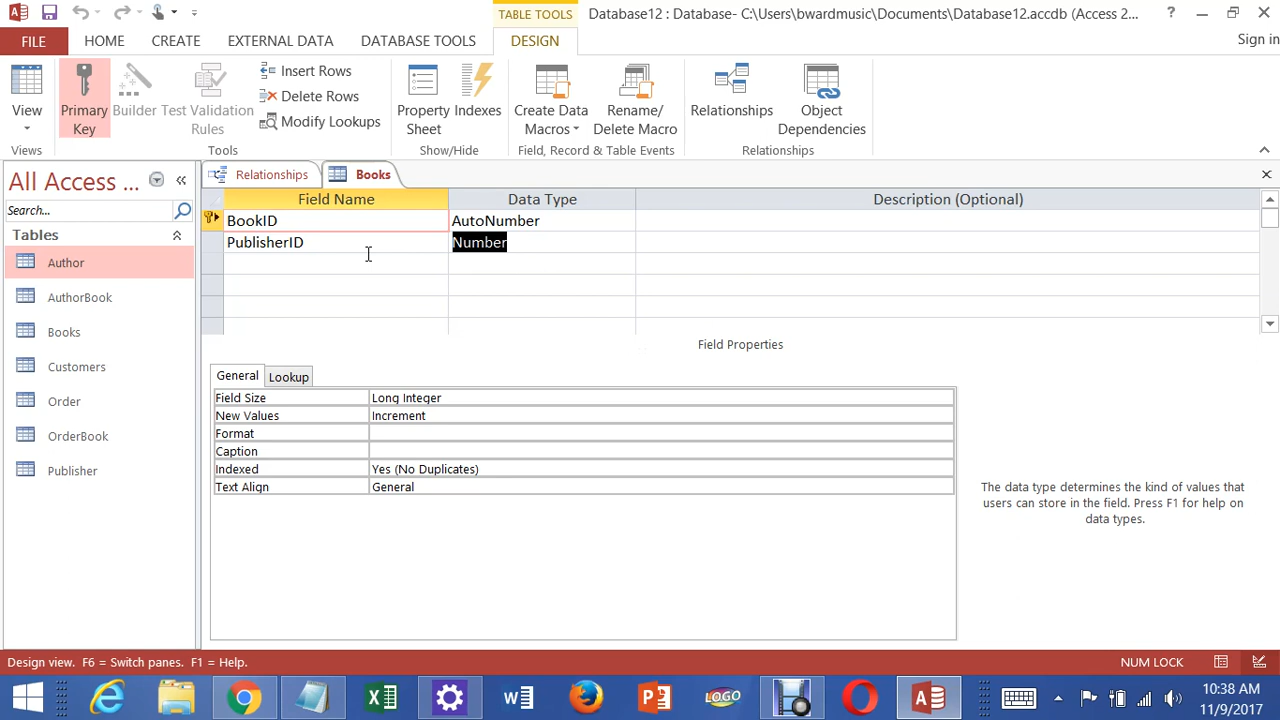 TABLE TOOLS
Database12 : Database- C:\Users\bwardmusic\Documents\Database12.accdb (Access 2...
?
FILE HOME CREATE EXTERNAL DATA DATABASE TOOLS DESIGN Sign in
View
Primary Key
Builder
Test Validation Rules
Insert Rows
Delete Rows
Modify Lookups
Property Sheet
Indexes
Create Data Macros
Rename/ Delete Macro
Relationships
Object Dependencies
Views Tools Show/Hide Field, Record & Table Events Relationships
All Access ...
Search...
Tables
Author
AuthorBook
Books
Customers
Order
OrderBook
Publisher
Relationships Books
Field Name Data Type Description (Optional)
BookID AutoNumber
PublisherID Number
Field Properties
General Lookup
Field Size Long Integer
New Values Increment
Format
Caption
Indexed Yes (No Duplicates)
Text Align General
The data type determines the kind of values that
users can store in the field. Press F1 for help on
data types.
Design view. F6 = Switch panes. F1 = Help. NUM LOCK
LOGO
10:38 AM
11/9/2017